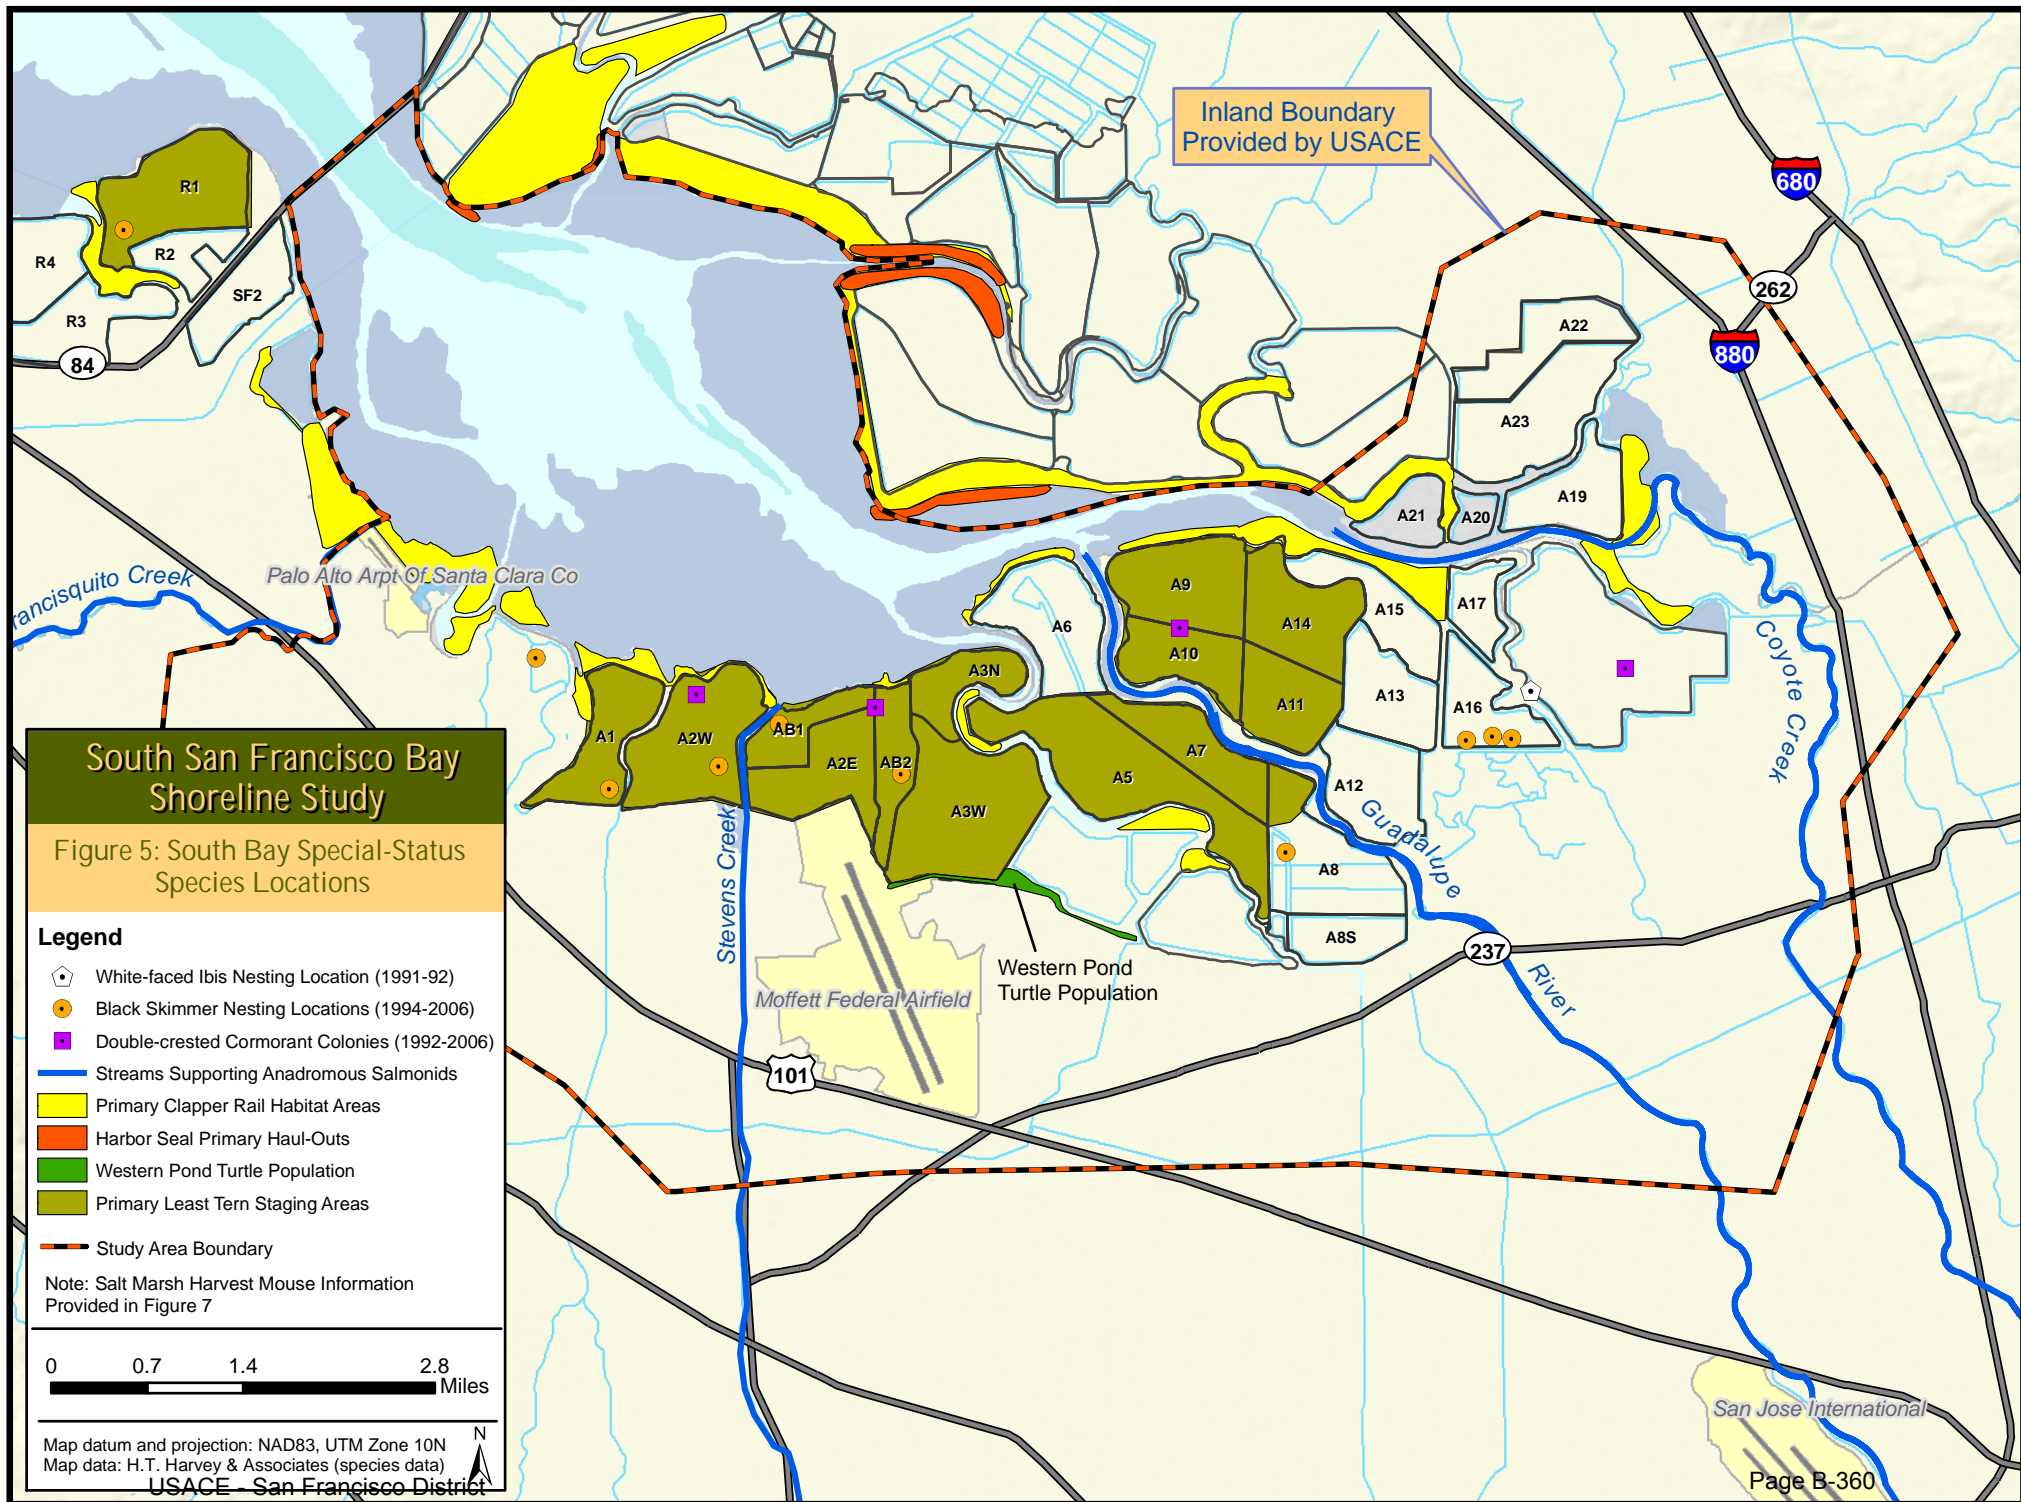 Inland Boundary
Provided by USACE
680
262
880
84
R1
R2
R4
R3
SF2
A22
A23
A19
A21
A20
Palo Alto Arpt Of Santa Clara Co
rancisquito Creek
A9
A14
A15
A17
A6
A10
A3N
A13
A11
A16
Coyote Creek
A1
A2W
AB1
A2E
AB2
A7
A5
A12
A3W
Stevens Creek
Guadalupe
River
A8
A8S
237
Western Pond
Turtle Population
Moffett Federal Airfield
101
South San Francisco Bay
Shoreline Study
Figure 5: South Bay Special-Status
Species Locations
Legend
White-faced Ibis Nesting Location (1991-92)
Black Skimmer Nesting Locations (1994-2006)
Double-crested Cormorant Colonies (1992-2006)
Streams Supporting Anadromous Salmonids
Primary Clapper Rail Habitat Areas
Harbor Seal Primary Haul-Outs
Western Pond Turtle Population
Primary Least Tern Staging Areas
Study Area Boundary
Note: Salt Marsh Harvest Mouse Information
Provided in Figure 7
0 0.7 1.4 2.8
Miles
N
Map datum and projection: NAD83, UTM Zone 10N
Map data: H.T. Harvey & Associates (species data)
USACE - San Francisco District
San Jose International
Page B-360